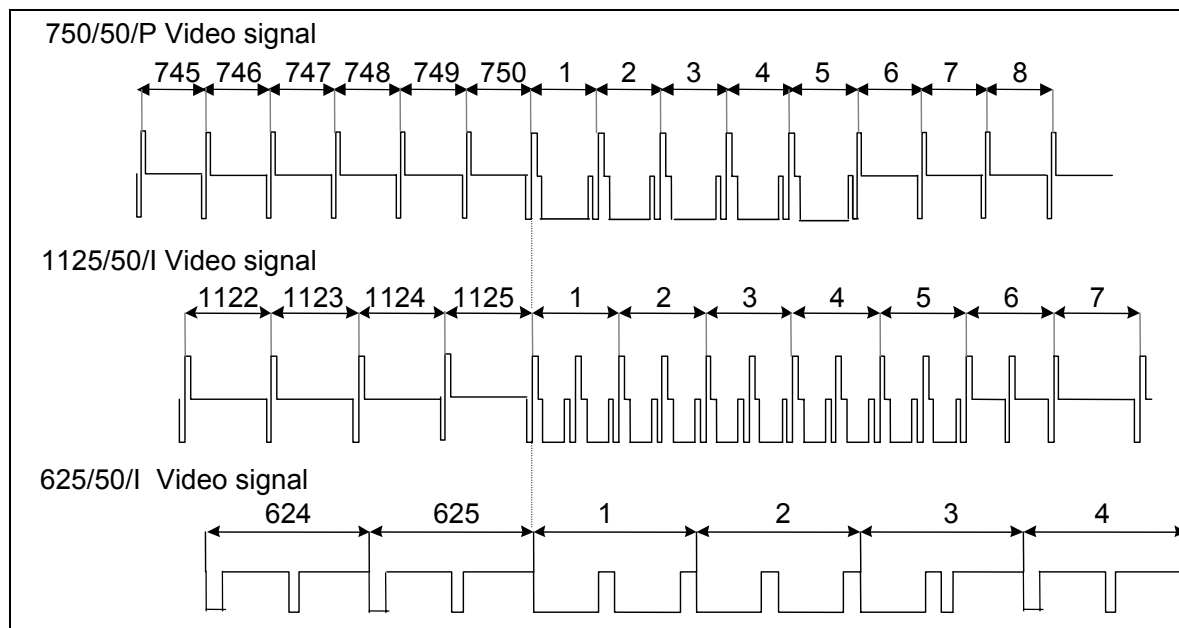 750/50/P Video signal
745 746 747 748 749 750 1 2 3 4 5 6 7 8
1125/50/I Video signal
1122 1123 1124 1125 1 2 3 4 5 6 7
625/50/I Video signal
624 625 1 2 3 4